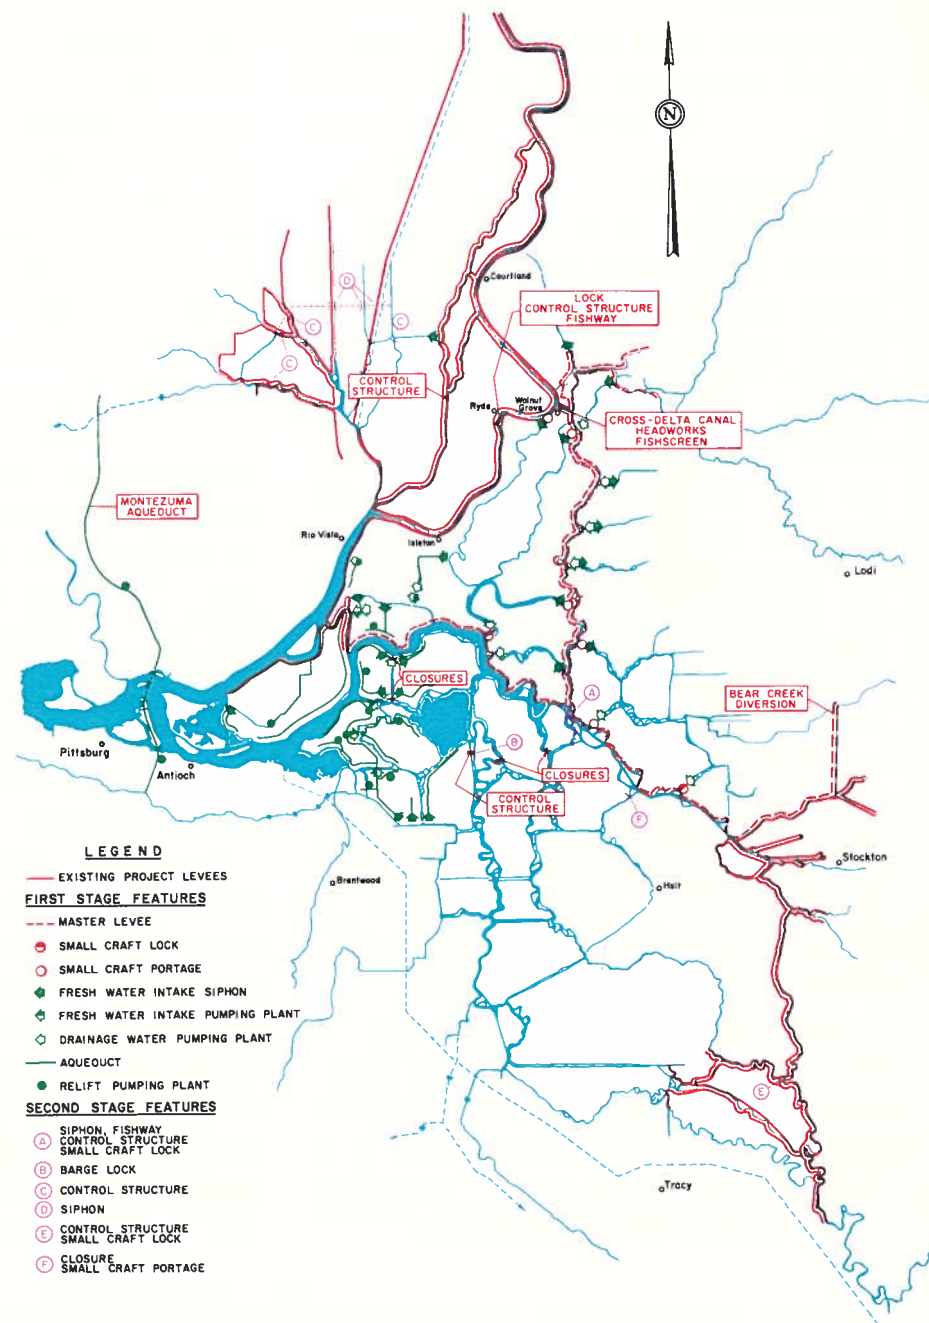 N
Courtland
LOCK
CONTROL STRUCTURE
FISHWAY
D
C
C
C
CONTROL
STRUCTURE
Ryde
Walnut
Grove
CROSS-DELTA CANAL
HEADWORKS
FISHSCREEN
MONTEZUMA
AQUEDUCT
Rio Vista
Isleton
Lodi
CLOSURES
A
BEAR CREEK
DIVERSION
Pittsburg
Antioch
B
CLOSURES
CONTROL
STRUCTURE
F
Stockton
Brentwood
Holt
E
Tracy
LEGEND
EXISTING PROJECT LEVEES
FIRST STAGE FEATURES
MASTER LEVEE
SMALL CRAFT LOCK
SMALL CRAFT PORTAGE
FRESH WATER INTAKE SIPHON
FRESH WATER INTAKE PUMPING PLANT
DRAINAGE WATER PUMPING PLANT
AQUEDUCT
RELIFT PUMPING PLANT
SECOND STAGE FEATURES
A SIPHON, FISHWAY
CONTROL STRUCTURE
SMALL CRAFT LOCK
B BARGE LOCK
C CONTROL STRUCTURE
D SIPHON
E CONTROL STRUCTURE
SMALL CRAFT LOCK
F CLOSURE
SMALL CRAFT PORTAGE